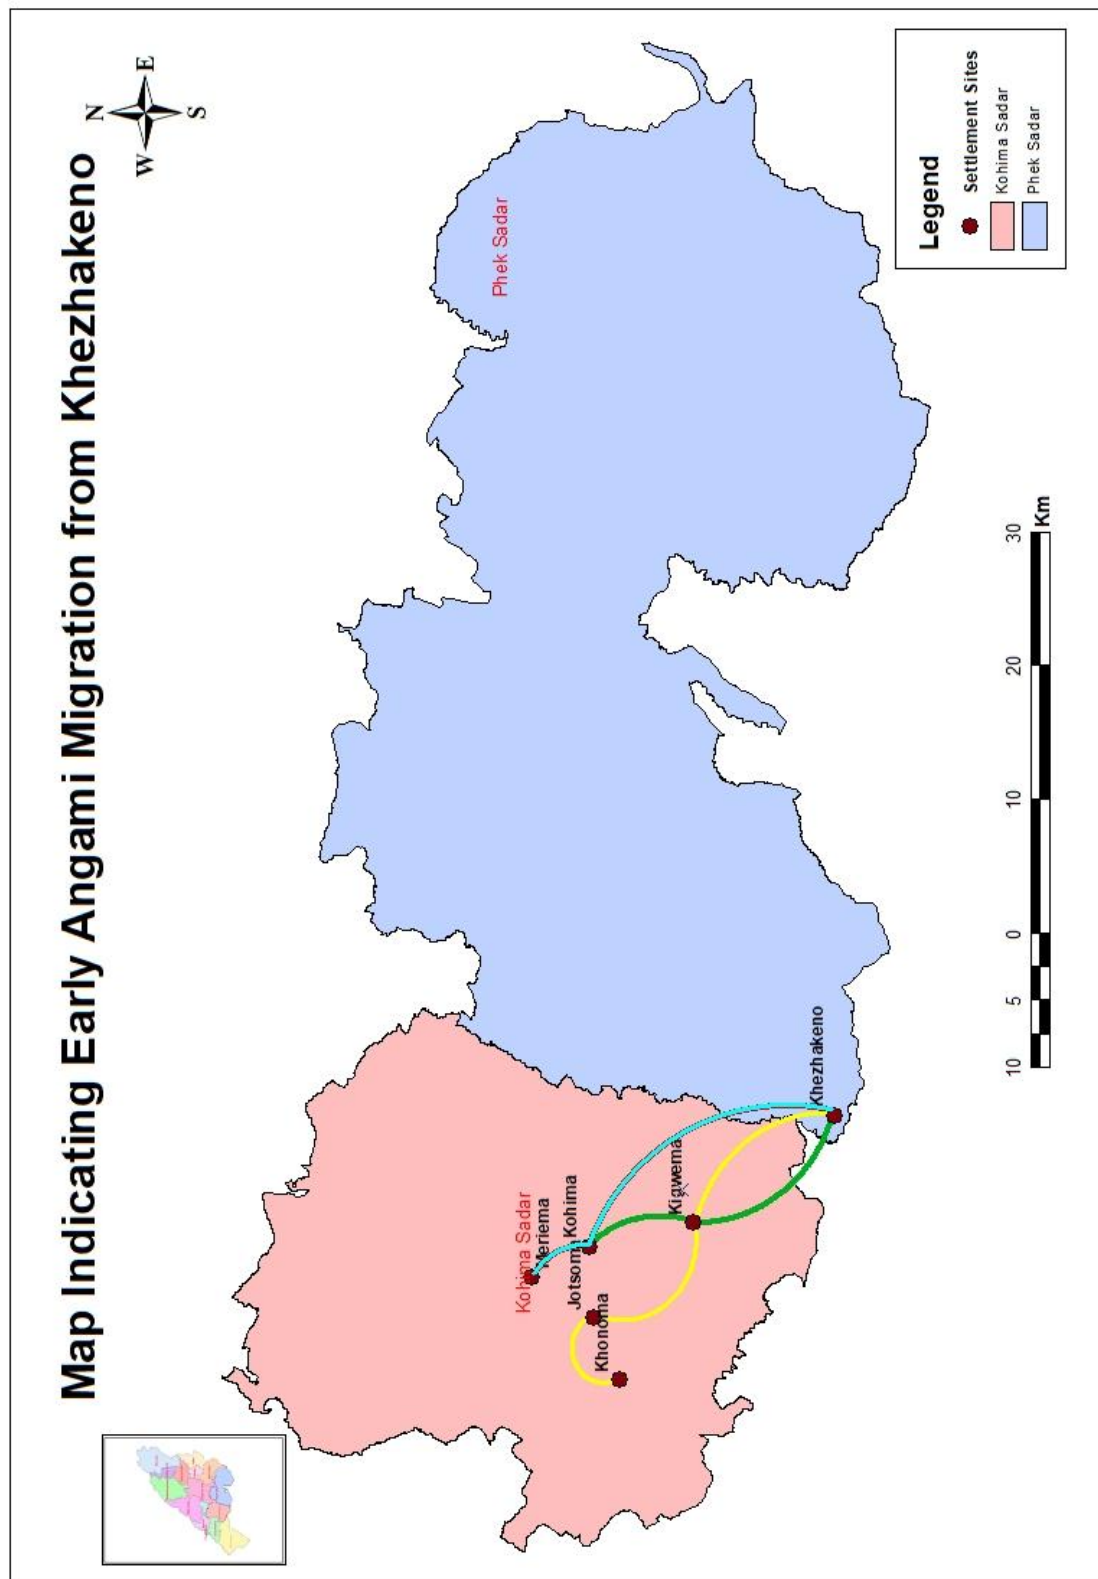 Map Indicating Early Angami Migration from Khezhakeno
N
W
E
S
Phek Sadar
Kohima Sadar
Meriema
Kohima
Jotsoma
Khonoma
Kigwema
Khezhakeno
Legend
Settlement Sites
Kohima Sadar
Phek Sadar
10 5 0 10 20 30
Km